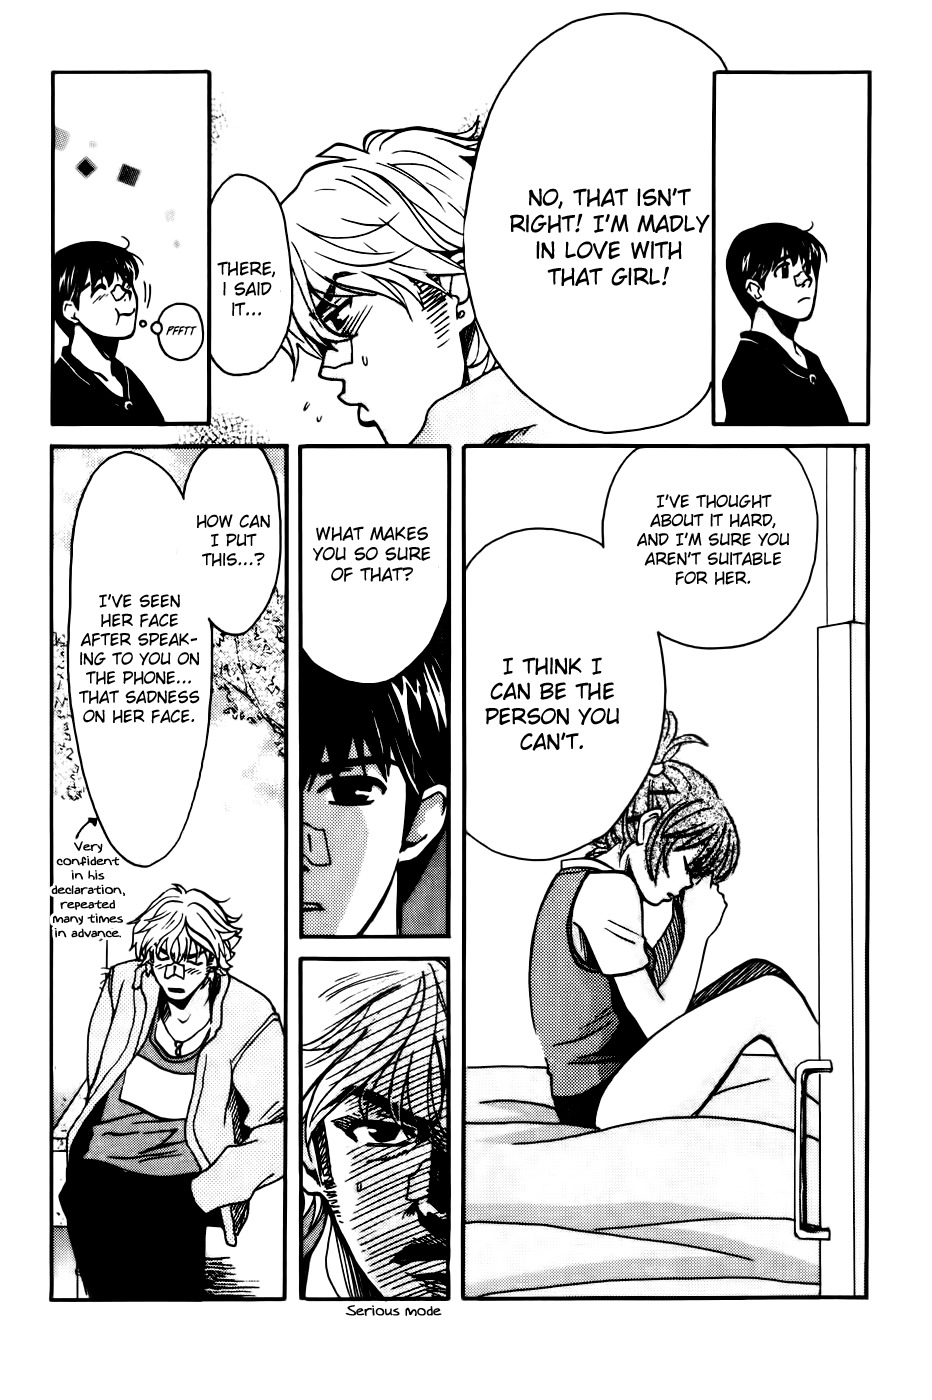 NO, THAT ISN'T
RIGHT! I'M MADLY
IN LOVE WITH
THAT GIRL!
THERE,
I SAID
IT...
PFFTT
I'VE THOUGHT
ABOUT IT HARD,
AND I'M SURE YOU
AREN'T SUITABLE
FOR HER.
I THINK I
CAN BE THE
PERSON YOU
CAN'T.
WHAT MAKES
YOU SO SURE
OF THAT?
Serious mode
HOW CAN
I PUT
THIS...?
I'VE SEEN
HER FACE
AFTER SPEAK-
ING TO YOU ON
THE PHONE...
THAT SADNESS
ON HER FACE.
Very
confident
in his
declaration,
repeated
many times
in advance.